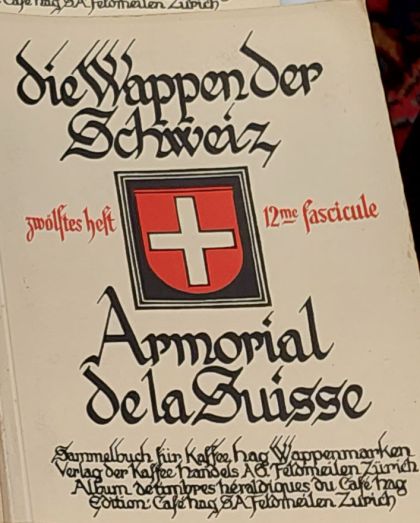 Café hag S.A. Feldmeilen Zürich
die Wappen der
Schweiz
zwölftes heft
12me fascicule
Armorial
de la Suisse
Sammelbuch für Kaffee hag Wappenmarken
Verlag der Kaffee Handels A.G. Feldmeilen Zürich
Album de timbres héraldiques du Café hag
Edition: Café hag S.A. Feldmeilen Zürich